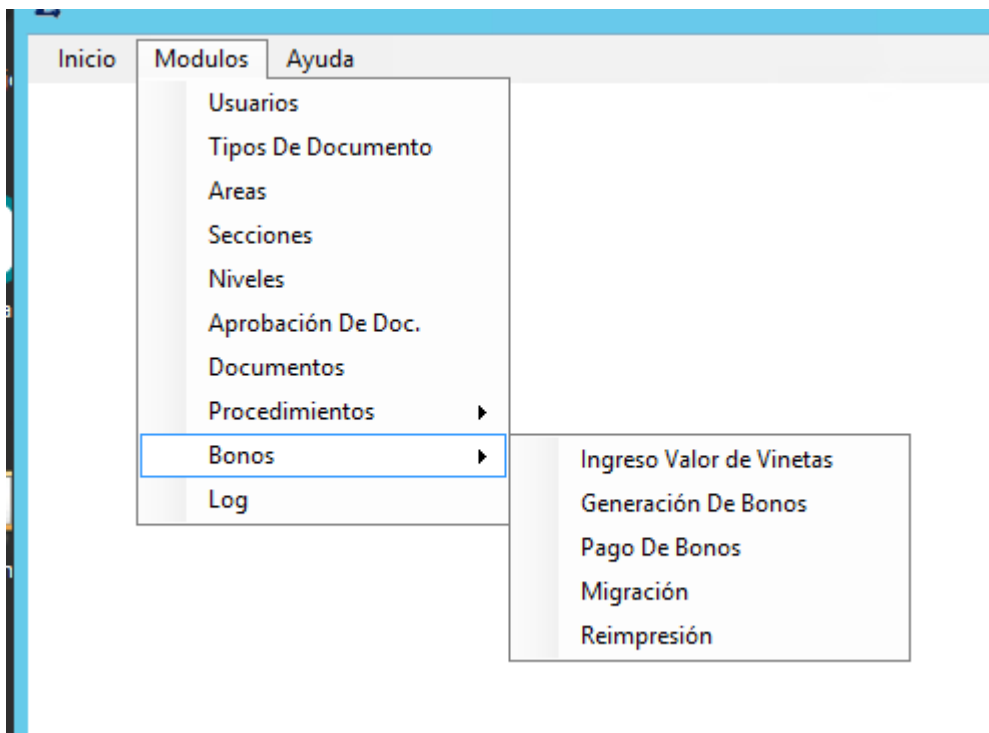 Inicio Modulos Ayuda
Usuarios
Tipos De Documento
Areas
Secciones
Niveles
Aprobación De Doc.
Documentos
Procedimientos
Bonos
Log
Ingreso Valor de Vinetas
Generación De Bonos
Pago De Bonos
Migración
Reimpresión